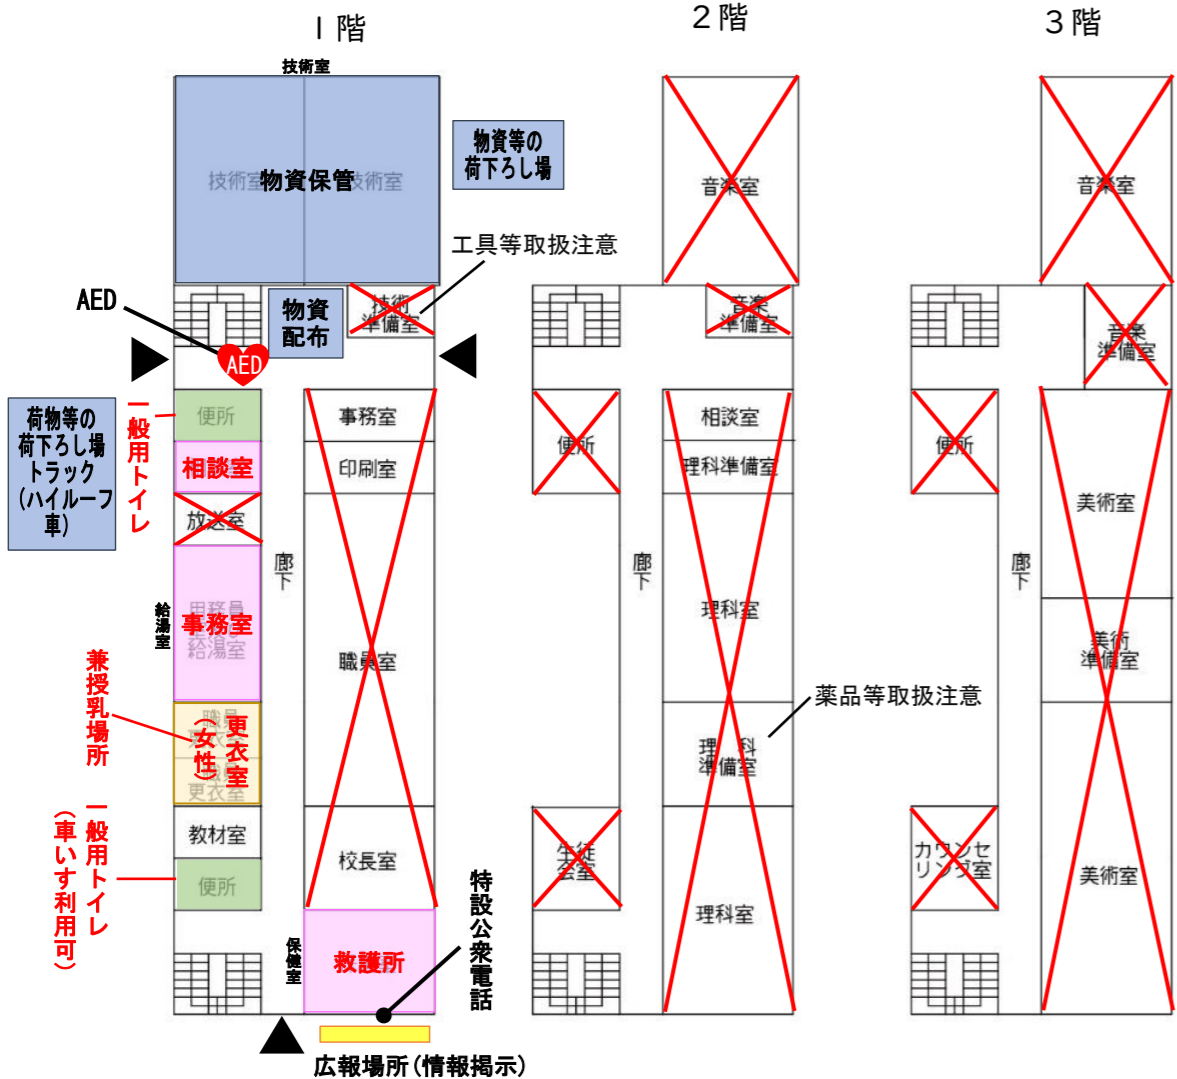 1階
2階
3階
技術室
物資等の
荷下ろし場
技術室
技術室
物資保管
音楽室
音楽室
工具等取扱注意
AED
物資
配布
技術
準備室
音楽
準備室
音楽
準備室
AED
荷物等の
荷下ろし場
トラック
(ハイルーフ
車)
一般用トイレ
便所
事務室
便所
相談室
便所
相談室
印刷室
理科準備室
放送室
美術室
廊下
廊下
廊下
給湯室
用務員
給湯室
事務室
理科室
美術
準備室
職員室
兼授乳場所
職員
更衣室
職員
更衣室
更衣室
(女性)
薬品等取扱注意
理科
準備室
教材室
校長室
生徒
会室
カウンセ
リング室
一般用トイレ
(車いす利用可)
便所
理科室
美術室
特設公衆電話
保健室
救護所
広報場所(情報掲示)